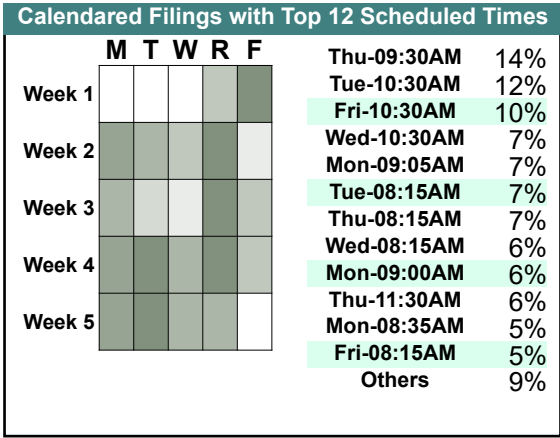 Calendared Filings with Top 12 Scheduled Times
M T W R F
Week 1
Week 2
Week 3
Week 4
Week 5
Thu-09:30AM 14%
Tue-10:30AM 12%
Fri-10:30AM 10%
Wed-10:30AM 7%
Mon-09:05AM 7%
Tue-08:15AM 7%
Thu-08:15AM 7%
Wed-08:15AM 6%
Mon-09:00AM 6%
Thu-11:30AM 6%
Mon-08:35AM 5%
Fri-08:15AM 5%
Others 9%